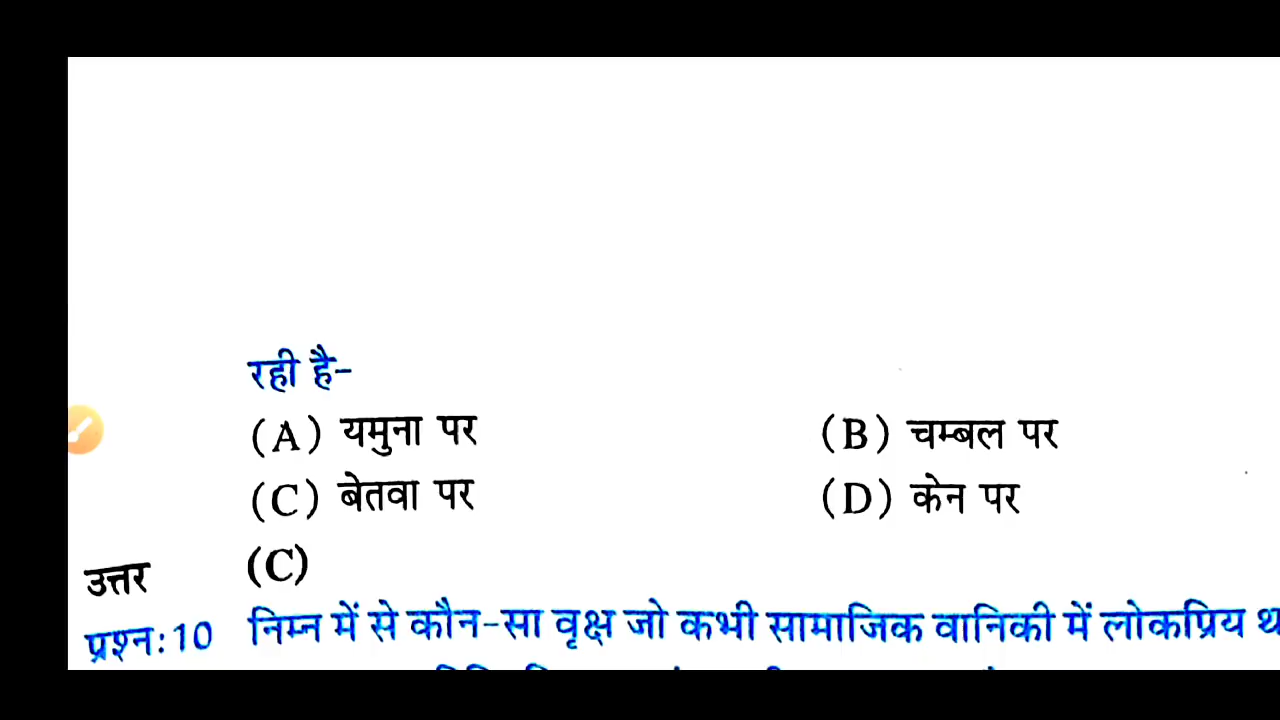 रही है-
(A) यमुना पर (B) चम्बल पर
(C) बेतवा पर (D) केन पर
उत्तर (C)
प्रश्न:10 निम्न में से कौन-सा वृक्ष जो कभी सामाजिक वानिकी में लोकप्रिय